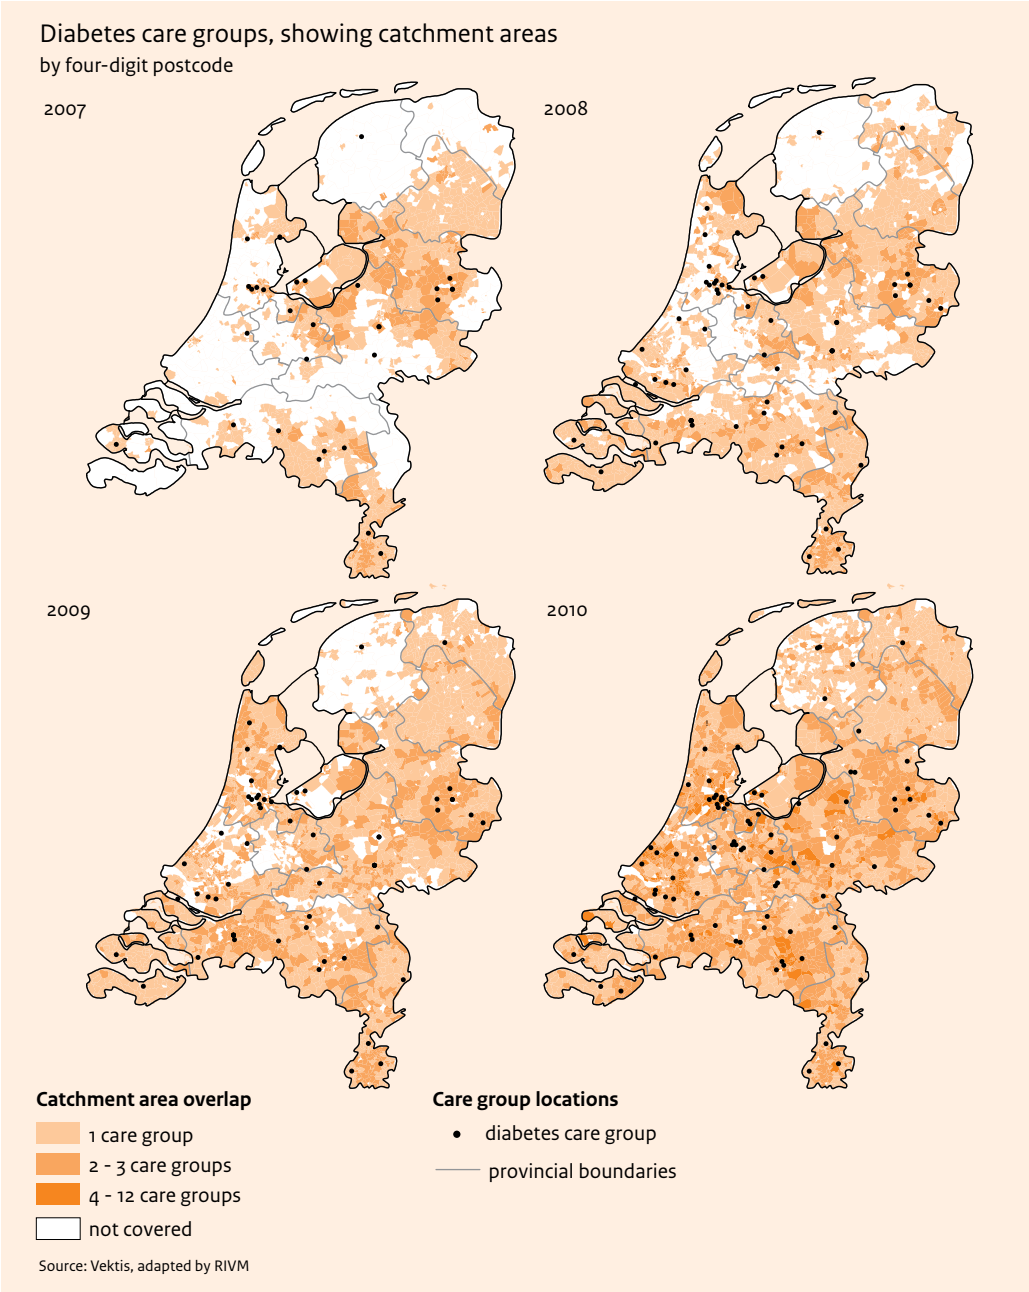 Diabetes care groups, showing catchment areas
by four-digit postcode
2007
2008
2009
2010
Catchment area overlap
1 care group
2 - 3 care groups
4 - 12 care groups
not covered
Care group locations
diabetes care group
provincial boundaries
Source: Vektis, adapted by RIVM